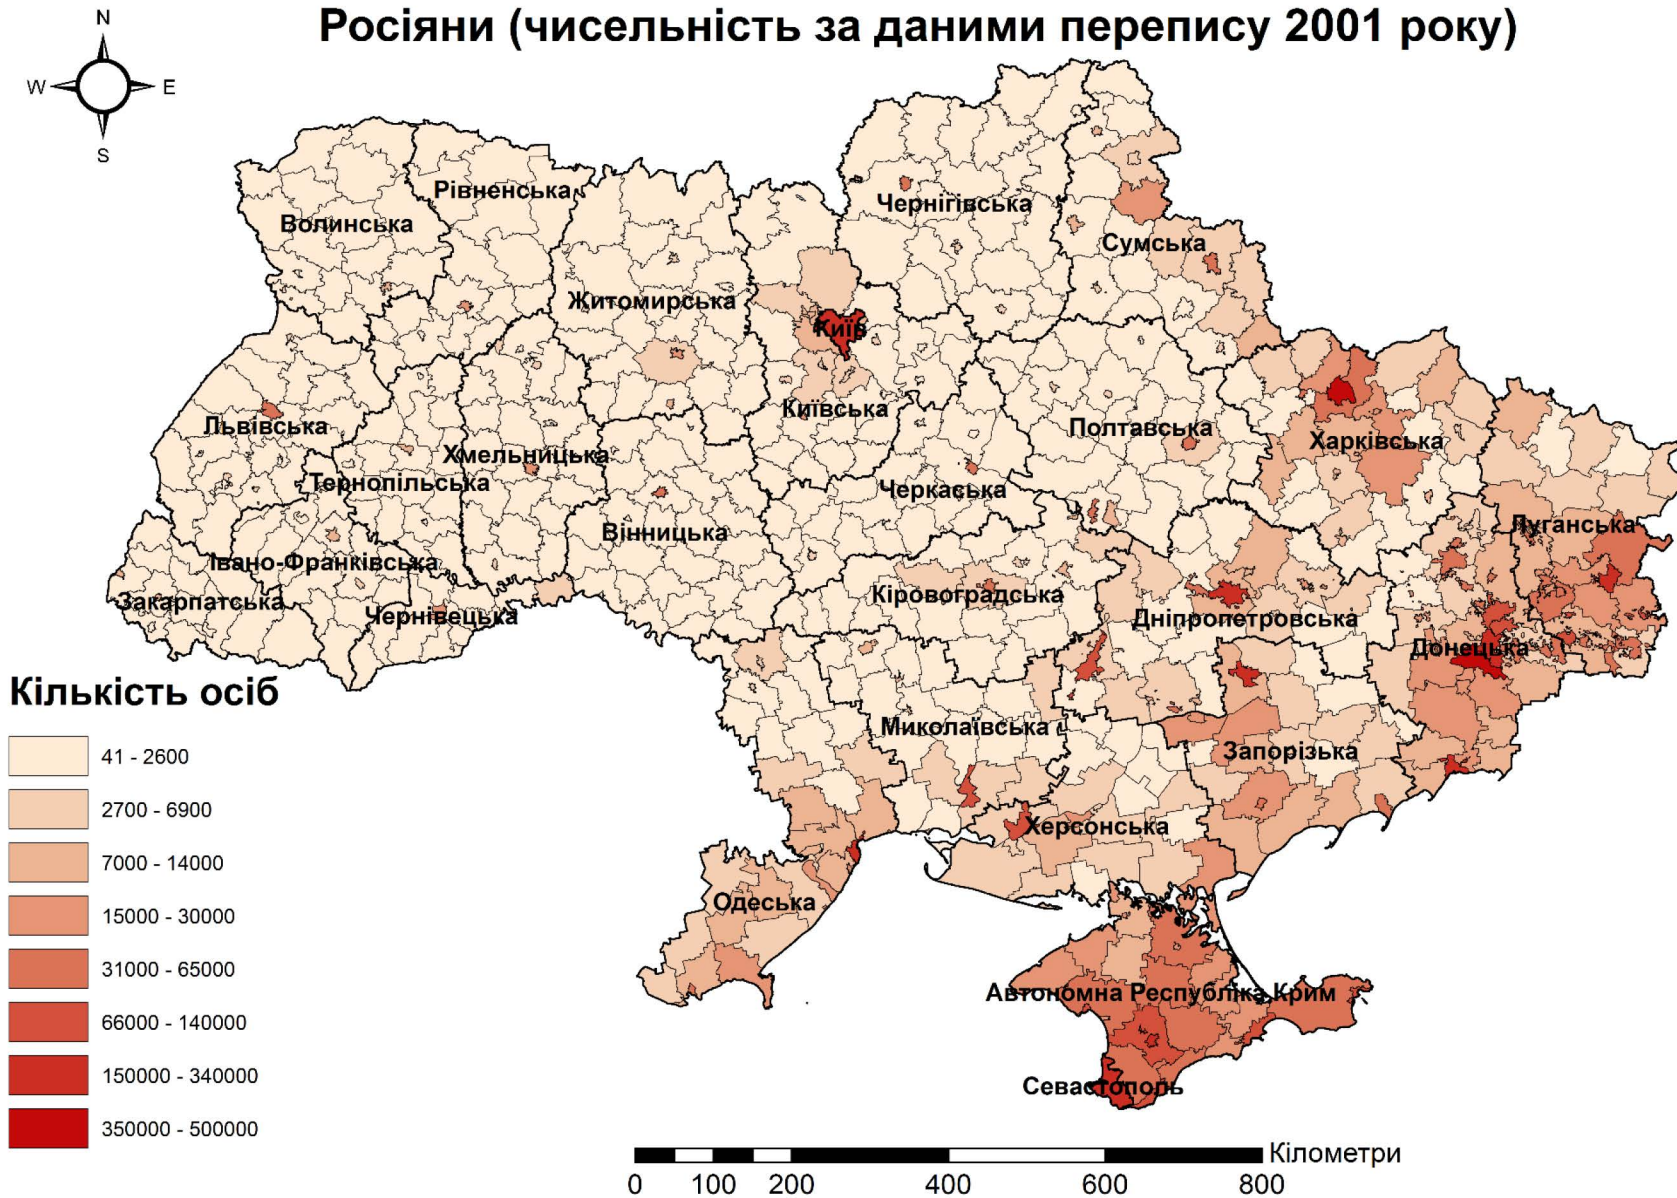 Росіяни (чисельність за даними перепису 2001 року)
N
W
E
S
Рівненська
Волинська
Чернігівська
Сумська
Житомирська
Київ
Київська
Львівська
Полтавська
Харківська
Хмельницька
Тернопільська
Черкаська
Луганська
Вінницька
Івано-Франківська
Закарпатська
Чернівецька
Кіровоградська
Дніпропетровська
Донецька
Миколаївська
Запорізька
Херсонська
Одеська
Автономна Республіка Крим
Севастополь
Кількість осіб
41 - 2600
2700 - 6900
7000 - 14000
15000 - 30000
31000 - 65000
66000 - 140000
150000 - 340000
350000 - 500000
Кілометри
0 100 200 400 600 800